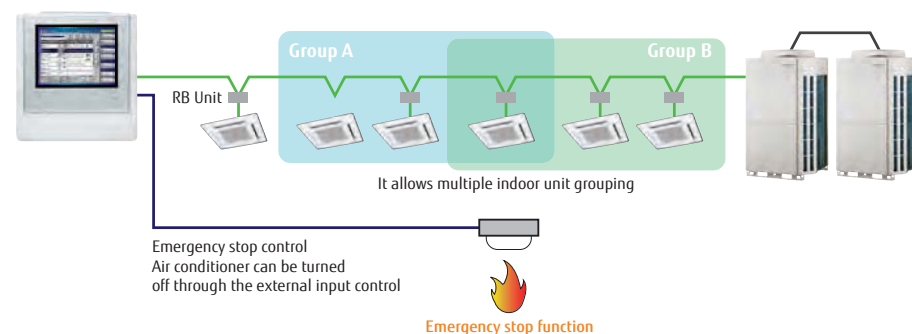 Group A
Group B
RB Unit
It allows multiple indoor unit grouping
Emergency stop control
Air conditioner can be turned
off through the external input control
Emergency stop function